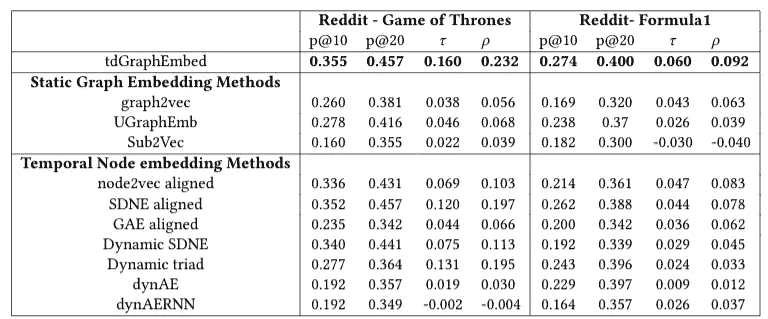 Reddit - Game of Thrones Reddit- Formula1
p@10 p@20 τ ρ p@10 p@20 τ ρ
tdGraphEmbed 0.355 0.457 0.160 0.232 0.274 0.400 0.060 0.092
Static Graph Embedding Methods
graph2vec 0.260 0.381 0.038 0.056 0.169 0.320 0.043 0.063
UGraphEmb 0.278 0.416 0.046 0.068 0.238 0.37 0.026 0.039
Sub2Vec 0.160 0.355 0.022 0.039 0.182 0.300 -0.030 -0.040
Temporal Node embedding Methods
node2vec aligned 0.336 0.431 0.069 0.103 0.214 0.361 0.047 0.083
SDNE aligned 0.352 0.457 0.120 0.197 0.262 0.388 0.044 0.078
GAE aligned 0.235 0.342 0.044 0.066 0.200 0.342 0.036 0.062
Dynamic SDNE 0.340 0.441 0.075 0.113 0.192 0.339 0.029 0.045
Dynamic triad 0.277 0.364 0.131 0.195 0.243 0.396 0.024 0.033
dynAE 0.192 0.357 0.019 0.030 0.229 0.397 0.009 0.012
dynAERNN 0.192 0.349 -0.002 -0.004 0.164 0.357 0.026 0.037